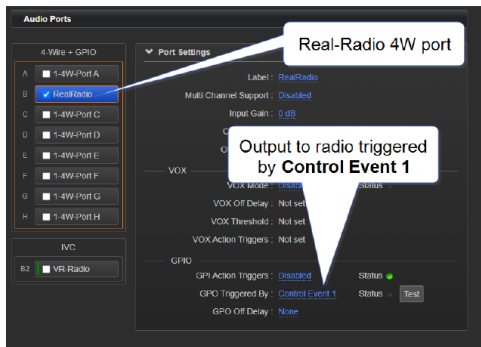 Audio Ports
Real-Radio 4W port
4-Wire + GPIO
Port Settings
A 1-4W-Port A
Label : RealRadio
B RealRadio
Multi Channel Support : Disabled
C 1-4W-Port C
Input Gain : 0 dB
D 1-4W-Port D
E 1-4W-Port E
Output to radio triggered
by Control Event 1
F 1-4W-Port F
VOX
G 1-4W-Port G
VOX Mode : Status
H 1-4W-Port H
VOX Off Delay : Not set
VOX Threshold : Not set
VOX Action Triggers : Not set
IVC
GPIO
B2 VR-Radio
GPI Action Triggers : Disabled Status
GPO Triggered By : Control Event 1 Status Test
GPO Off Delay : None